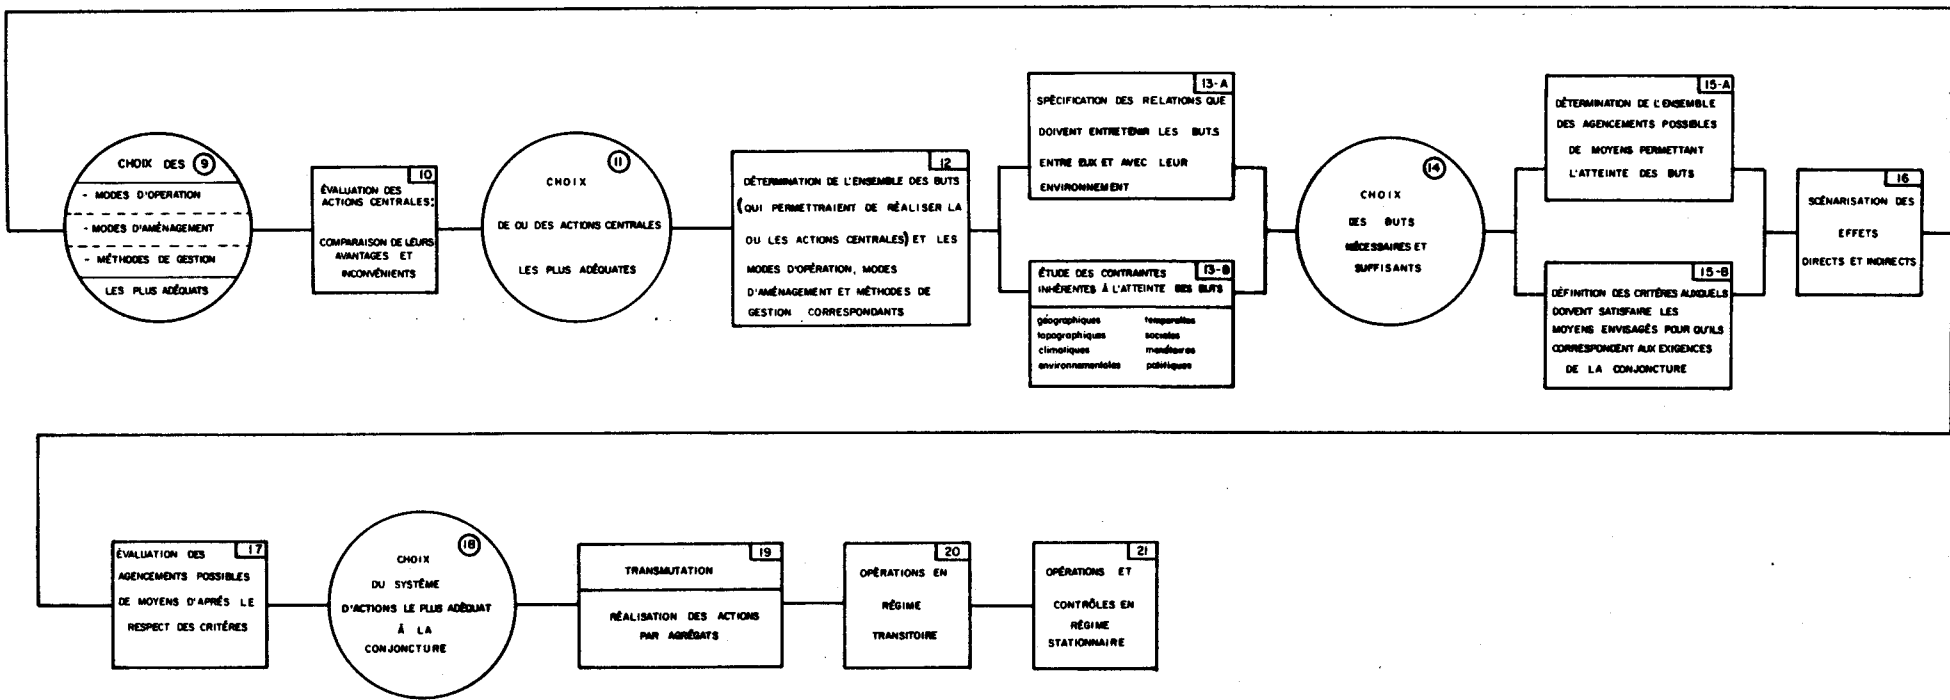 CHOIX DES 9
- MODES D'OPERATION
- MODES D'AMÉNAGEMENT
- MÉTHODES DE GESTION
LES PLUS ADÉQUATS
10
ÉVALUATION DES
ACTIONS CENTRALES:
COMPARAISON DE LEURS
AVANTAGES ET
INCONVÉNIENTS
11
CHOIX
DE OU DES ACTIONS CENTRALES
LES PLUS ADÉQUATES
12
DÉTERMINATION DE L'ENSEMBLE DES BUTS
(QUI PERMETTRAIENT DE RÉALISER LA
OU LES ACTIONS CENTRALES) ET LES
MODES D'OPÉRATION, MODES
D'AMÉNAGEMENT ET MÉTHODES DE
GESTION CORRESPONDANTS
13-A
SPÉCIFICATION DES RELATIONS QUE
DOIVENT ENTRETENIR LES BUTS
ENTRE EUX ET AVEC LEUR
ENVIRONNEMENT
13-B
ÉTUDE DES CONTRAINTES
INHÉRENTES À L'ATTEINTE DES BUTS
géographiques temporelles
topographiques sociales
climatiques monétaires
environnementales politiques
14
CHOIX
DES BUTS
NÉCESSAIRES ET
SUFFISANTS
15-A
DÉTERMINATION DE L'ENSEMBLE
DES AGENCEMENTS POSSIBLES
DE MOYENS PERMETTANT
L'ATTEINTE DES BUTS
15-B
DÉFINITION DES CRITÈRES AUXQUELS
DOIVENT SATISFAIRE LES
MOYENS ENVISAGÉS POUR QU'ILS
CORRESPONDENT AUX EXIGENCES
DE LA CONJONCTURE
16
SCÉNARISATION DES
EFFETS
DIRECTS ET INDIRECTS
17
ÉVALUATION DES
AGENCEMENTS POSSIBLES
DE MOYENS D'APRÈS LE
RESPECT DES CRITÈRES
18
CHOIX
DU SYSTÈME
D'ACTIONS LE PLUS ADÉQUAT
À LA
CONJONCTURE
19
TRANSMUTATION
RÉALISATION DES ACTIONS
PAR AGRÉGATS
20
OPÉRATIONS EN
RÉGIME
TRANSITOIRE
21
OPÉRATIONS ET
CONTRÔLES EN
RÉGIME
STATIONNAIRE